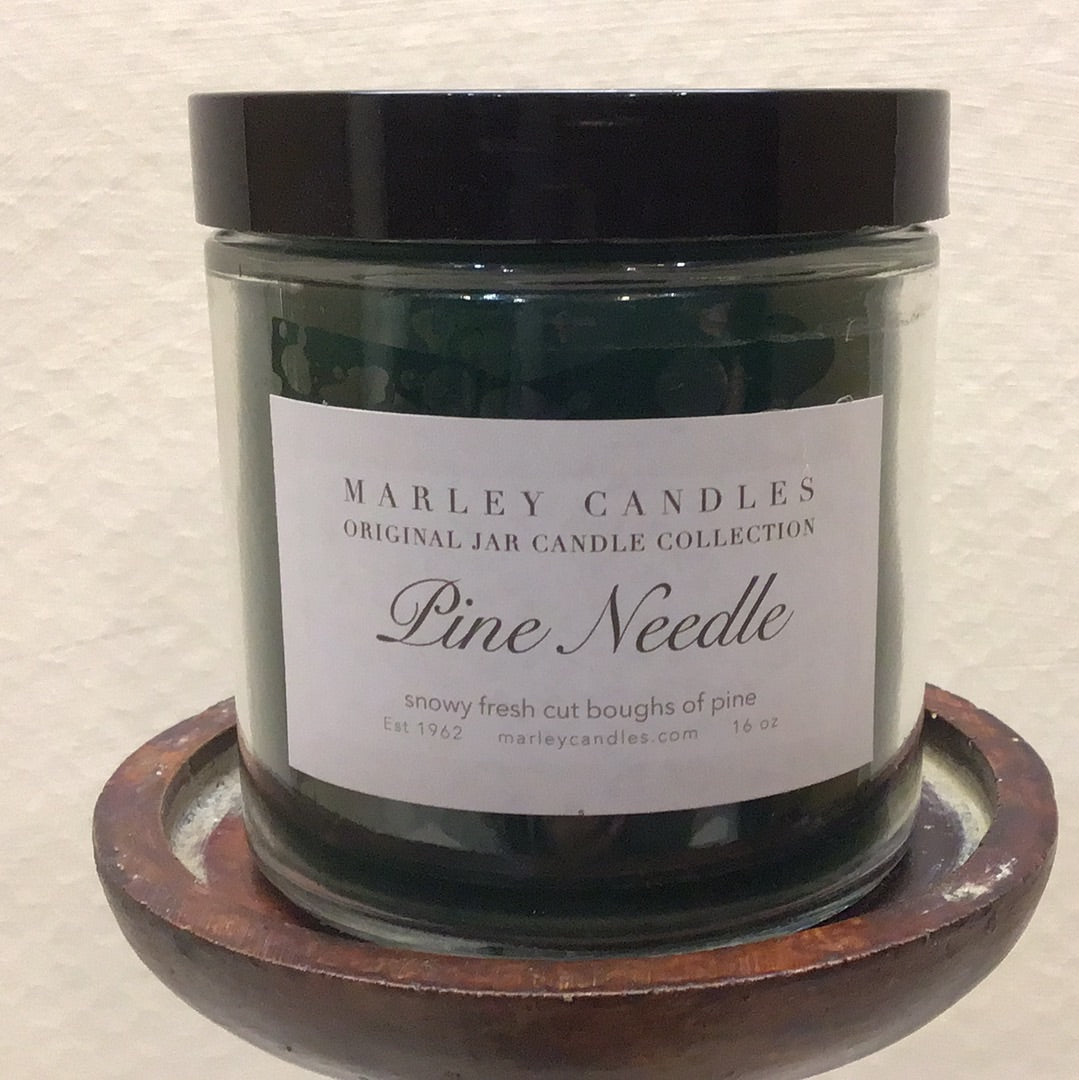 MARLEY CANDLES
ORIGINAL JAR CANDLE COLLECTION
Pine Needle
snowy fresh cut boughs of pine
Est 1962 marleycandles.com 16 oz